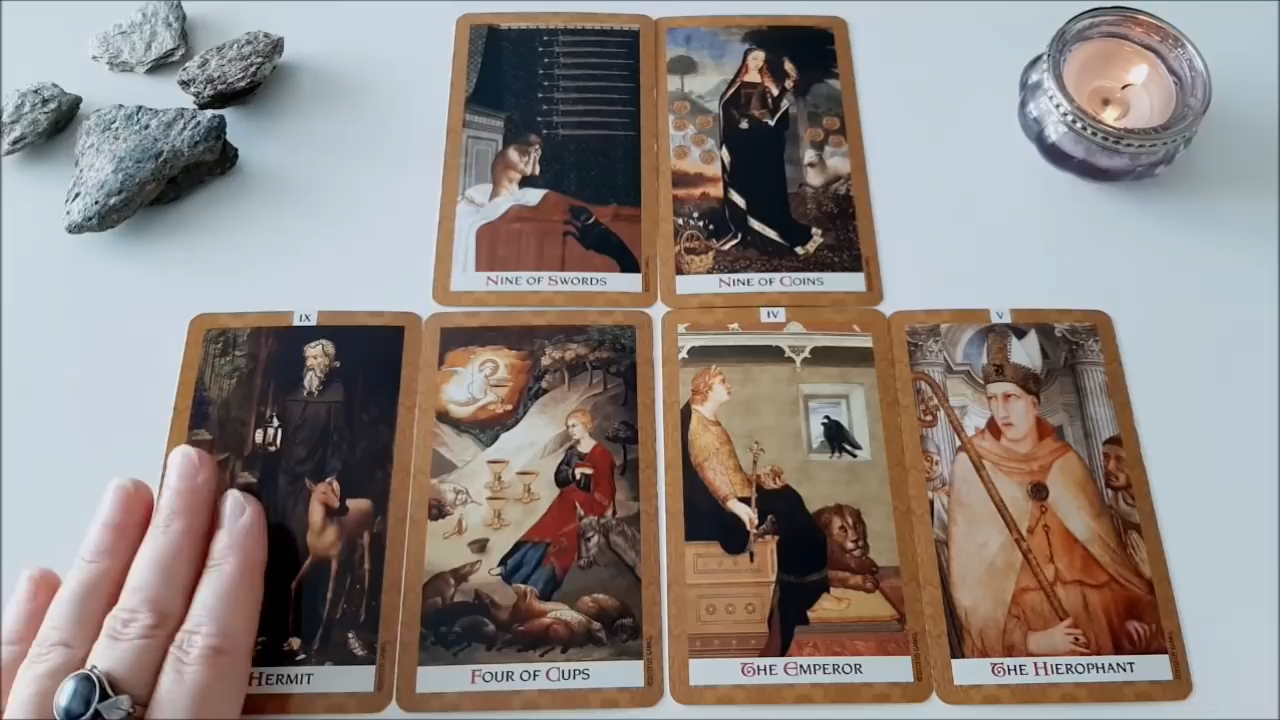 NINE OF SWORDS
NINE OF COINS
IX
IV
V
HERMIT
FOUR OF CUPS
THE EMPEROR
THE HIEROPHANT